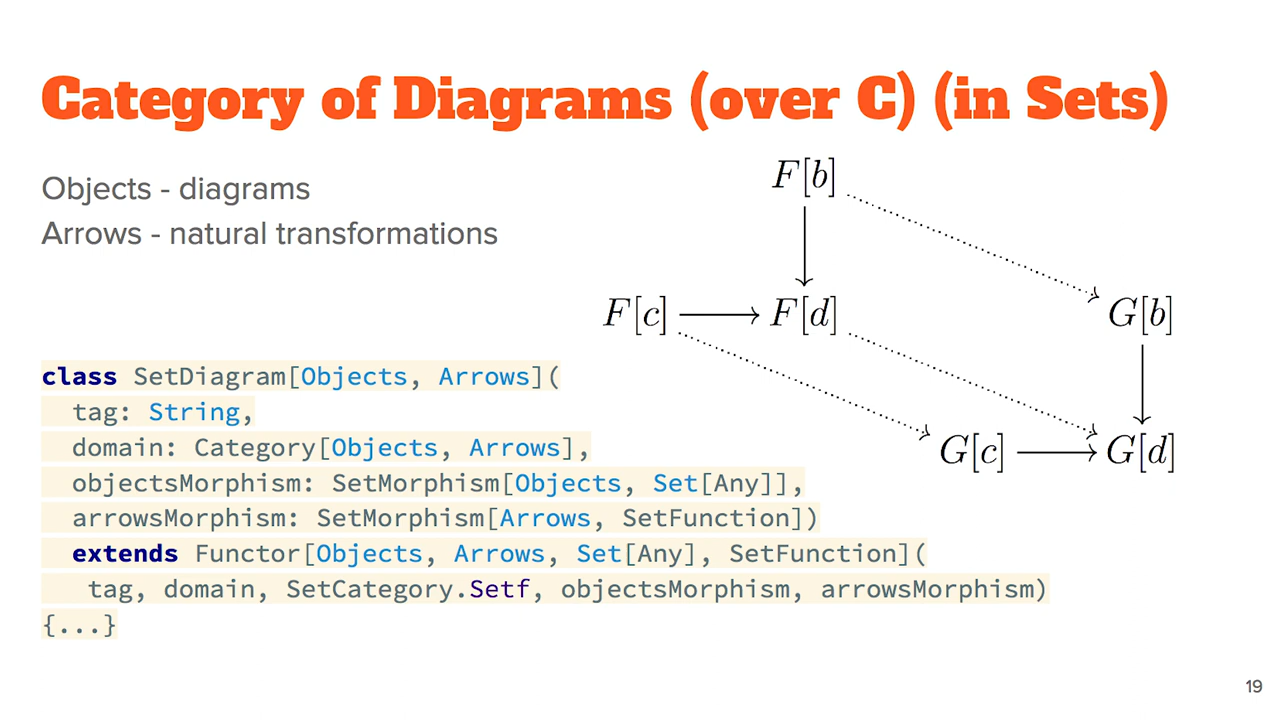 Category of Diagrams (over C) (in Sets)
Objects - diagrams
Arrows - natural transformations
F[b]
F[c]
F[d]
G[b]
G[c]
G[d]
class SetDiagram[Objects, Arrows](
tag: String,
domain: Category[Objects, Arrows],
objectsMorphism: SetMorphism[Objects, Set[Any]],
arrowsMorphism: SetMorphism[Arrows, SetFunction])
extends Functor[Objects, Arrows, Set[Any], SetFunction](
tag, domain, SetCategory.Setf, objectsMorphism, arrowsMorphism)
{...}
19